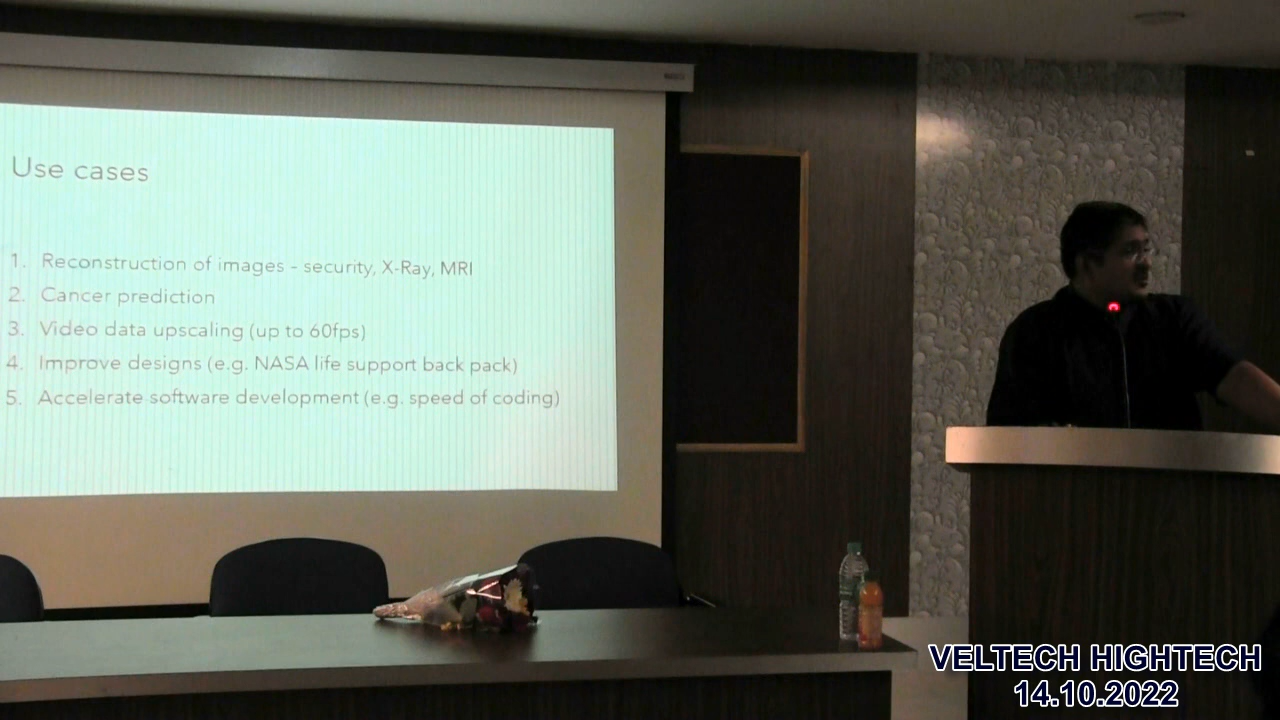 Use cases
1. Reconstruction of images - security, X-Ray, MRI
2. Cancer prediction
3. Video data upscaling (up to 60fps)
4. Improve designs (e.g. NASA life support back pack)
5. Accelerate software development (e.g. speed of coding)
VELTECH HIGHTECH
14.10.2022